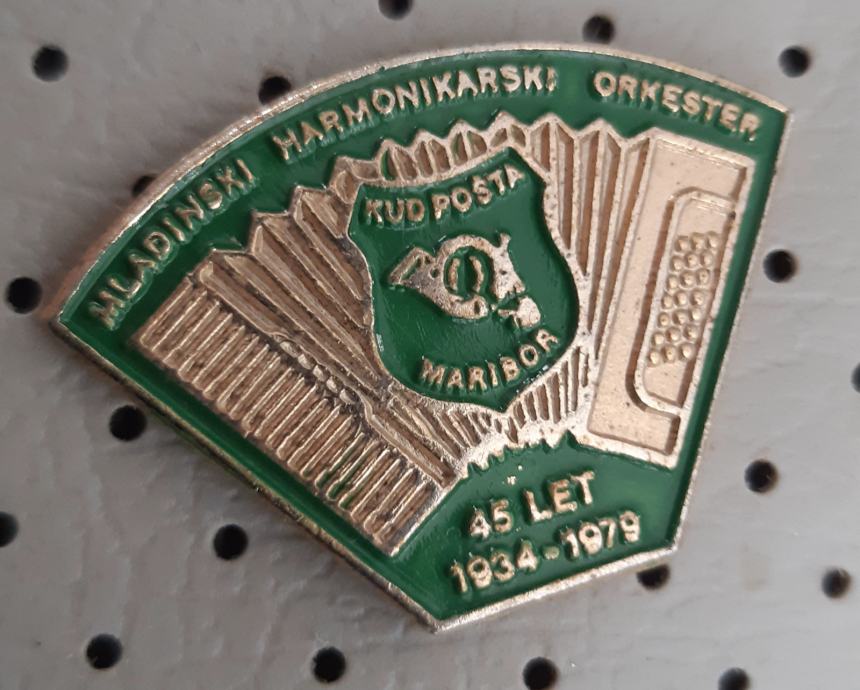 MLADINSKI HARMONIKARSKI ORKESTER
KUD POŠTA
MARIBOR
45 LET
1934-1979